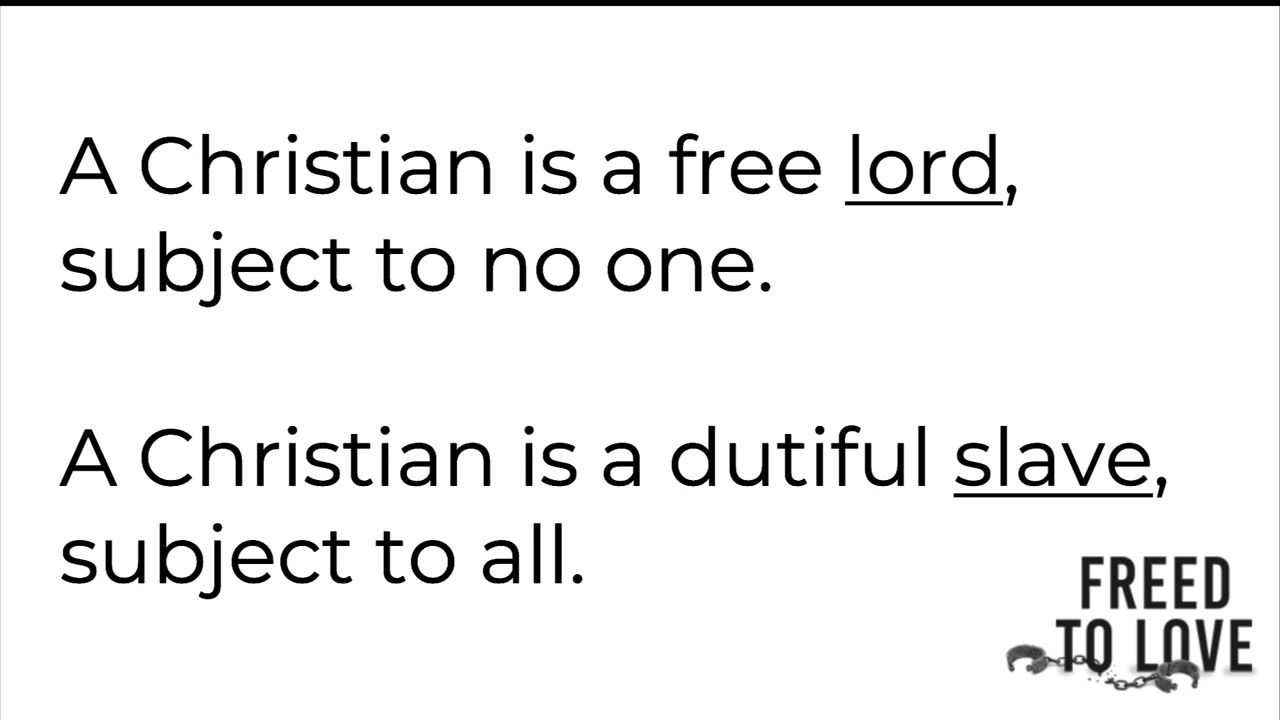 A Christian is a free lord,
subject to no one.
A Christian is a dutiful slave,
subject to all.
FREED
TO LOVE